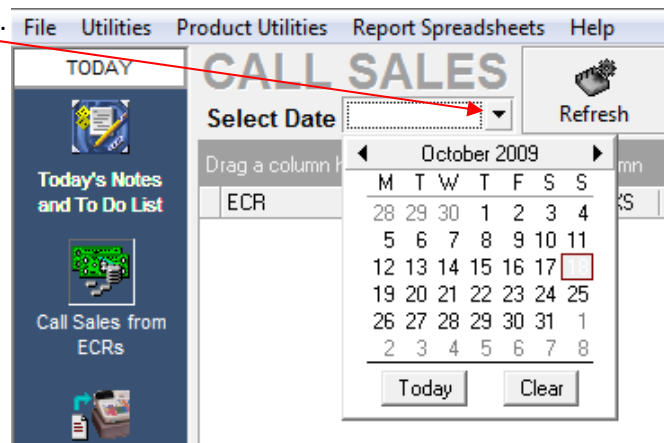 . File Utilities Product Utilities Report Spreadsheets Help
TODAY
CALL SALES
Select Date
Refresh
Drag a column h mn
ECR KS
Today's Notes
and To Do List
Call Sales from
ECRs
October 2009
M T W T F S S
28 29 30 1 2 3 4
5 6 7 8 9 10 11
12 13 14 15 16 17 18
19 20 21 22 23 24 25
26 27 28 29 30 31 1
2 3 4 5 6 7 8
Today Clear